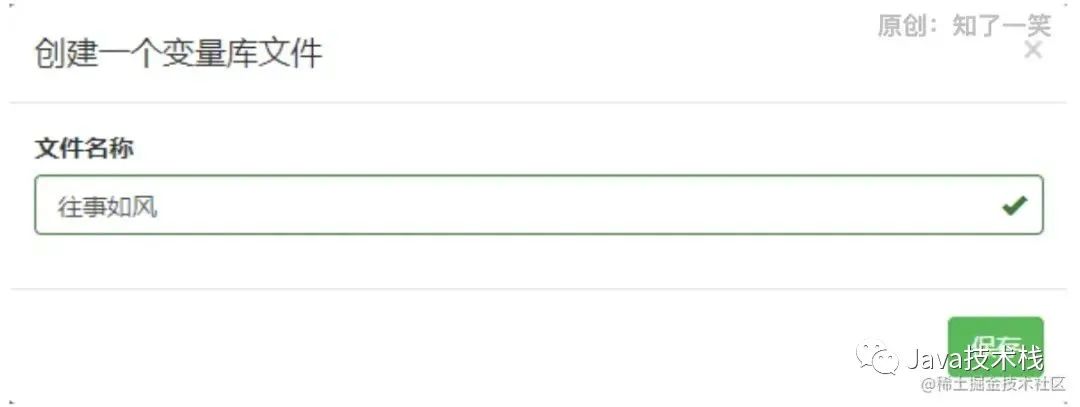 原创：知了一笑
创建一个变量库文件
×
文件名称
往事如风
保存
Java技术栈
@稀土掘金技术社区